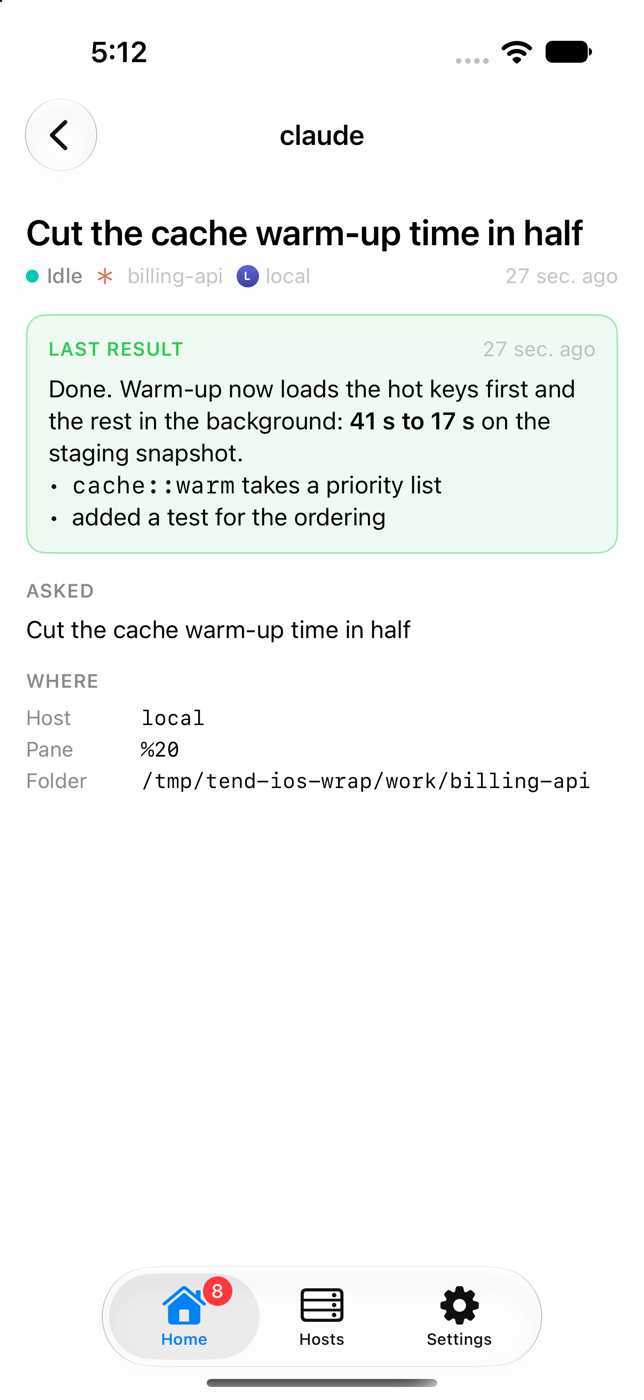 5:12
claude
Cut the cache warm-up time in half
Idle billing-api L local 27 sec. ago
LAST RESULT 27 sec. ago
Done. Warm-up now loads the hot keys first and
the rest in the background: 41 s to 17 s on the
staging snapshot.
• cache::warm takes a priority list
• added a test for the ordering
ASKED
Cut the cache warm-up time in half
WHERE
Host local
Pane %20
Folder /tmp/tend-ios-wrap/work/billing-api
8
Home Hosts Settings